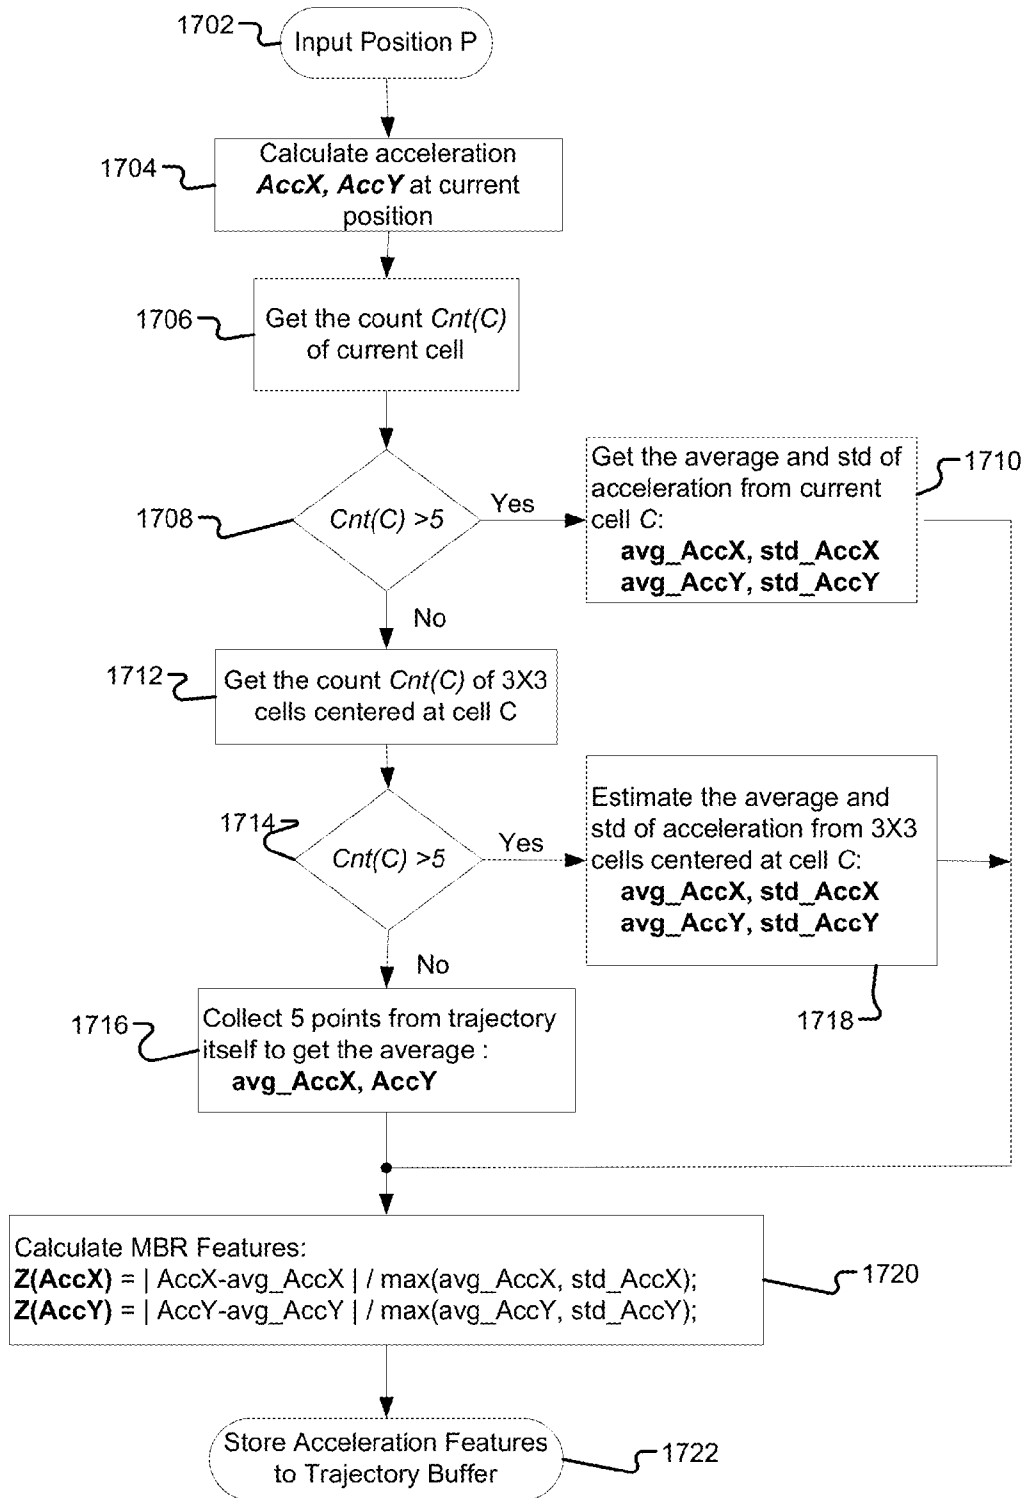 1702
Input Position P
1704
Calculate acceleration
AccX, AccY at current
position
1706
Get the count Cnt(C)
of current cell
1708
Cnt(C) >5
Yes
No
1710
Get the average and std of
acceleration from current
cell C:
avg_AccX, std_AccX
avg_AccY, std_AccY
1712
Get the count Cnt(C) of 3X3
cells centered at cell C
1714
Cnt(C) >5
Yes
No
Estimate the average and
std of acceleration from 3X3
cells centered at cell C:
avg_AccX, std_AccX
avg_AccY, std_AccY
1718
1716
Collect 5 points from trajectory
itself to get the average :
avg_AccX, AccY
Calculate MBR Features:
Z(AccX) = | AccX-avg_AccX | / max(avg_AccX, std_AccX);
Z(AccY) = | AccY-avg_AccY | / max(avg_AccY, std_AccY);
1720
Store Acceleration Features
to Trajectory Buffer
1722